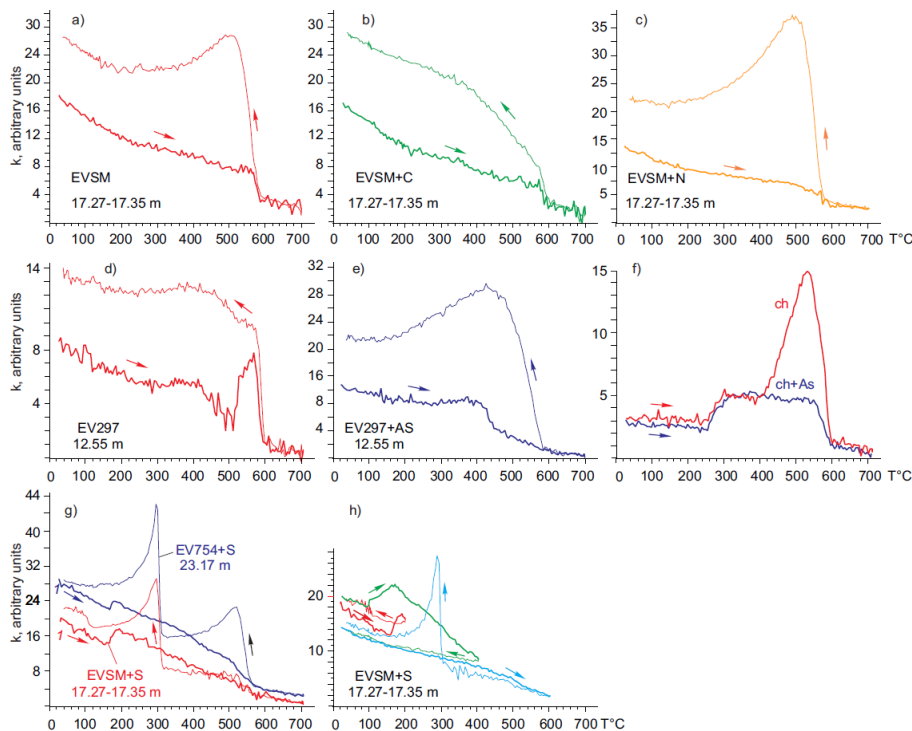 a)
b)
c)
k, arbitrary units
32
28
24
20
16
12
8
4
EVSM
17.27-17.35 m
0 100 200 300 400 500 600 700
32
28
24
20
16
12
8
4
EVSM+C
17.27-17.35 m
0 100 200 300 400 500 600 700
35
30
25
20
15
10
5
EVSM+N
17.27-17.35 m
0 100 200 300 400 500 600 700
T°C
d)
e)
f)
k, arbitrary units
14
8
4
EV297
12.55 m
0 100 200 300 400 500 600 700
32
28
24
20
16
12
8
4
EV297+AS
12.55 m
0 100 200 300 400 500 600 700
15
10
5
ch
ch+As
0 100 200 300 400 500 600 700
T°C
g)
h)
k, arbitrary units
44
40
32
28
24
16
8
EV754+S
23.17 m
1
EVSM+S
17.27-17.35 m
0 100 200 300 400 500 600 700
20
10
EVSM+S
17.27-17.35 m
0 100 200 300 400 500 600 700
T°C